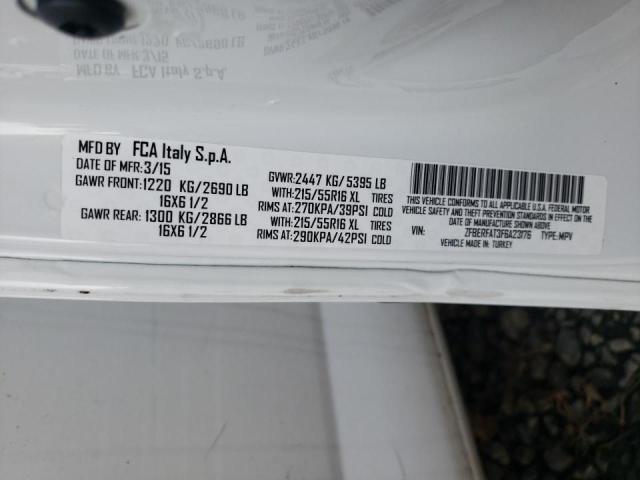 MFD BY FCA Italy S.p.A.
DATE OF MFR:3/15
GAWR FRONT:1220 KG/2690 LB
16X6 1/2
GAWR REAR: 1300 KG/2866 LB
16X6 1/2
GVWR:2447 KG/5395 LB
WITH:215/55R16 XL TIRES
RIMS AT:270KPA/39PSI COLD
WITH:215/55R16 XL TIRES
RIMS AT:290KPA/42PSI COLD
THIS VEHICLE CONFORMS TO ALL APPLICABLE U.S.A. FEDERAL MOTOR
VEHICLE SAFETY AND THEFT PREVENTION STANDARDS IN EFFECT ON THE
DATE OF MANUFACTURE SHOWN ABOVE
VIN: ZFBERFAT3F6A23176 TYPE: MPV
VEHICLE MADE IN: TURKEY